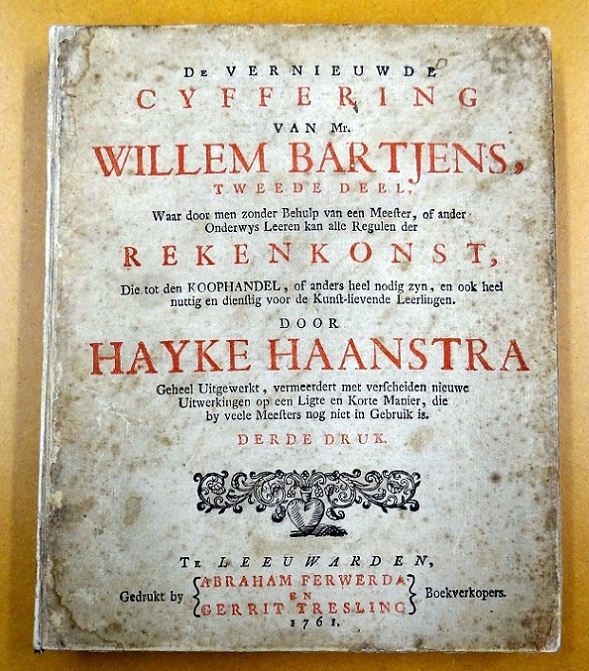 De VERNIEUWDE
CYFFERING
VAN Mr.
WILLEM BARTJENS,
TWEEDE DEEL,
Waar door men zonder Behulp van een Meeſter, of ander
Onderwys Leeren kan alle Regulen der
REKENKONST,
Die tot den KOOPHANDEL, of anders heel nodig zyn, en ook heel
nuttig en dienſtig voor de Kunſt-lievende Leerlingen.
DOOR
HAYKE HAANSTRA
Geheel Uitgewerkt, vermeerdert met verſcheiden nieuwe
Uitwerkingen op een Ligte en Korte Manier, die
by veele Meeſters nog niet in Gebruik is.
DERDE DRUK.
Te LEEUWARDEN,
Gedrukt by { ABRAHAM FERWERDA
EN
GERRIT TRESLING } Boekverkopers.
1761.